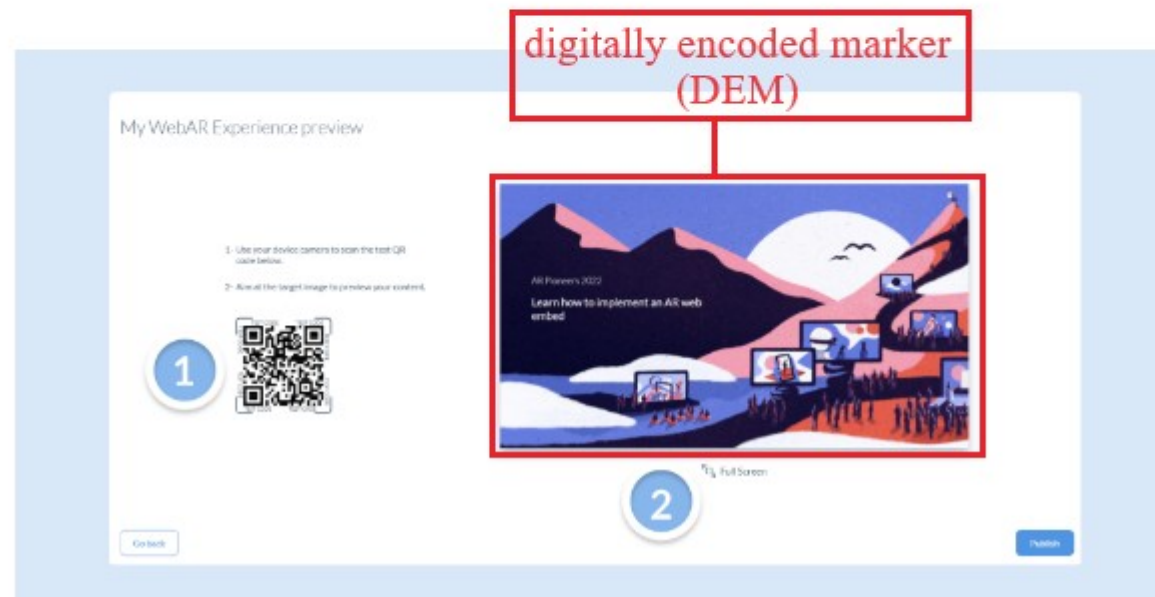 digitally encoded marker
(DEM)
My WebAR Experience preview
1- Use your device camera to scan the test QR
code below.
2- Aim at the target image to preview your content.
1
AR Pioneers 2022
Learn how to implement an AR web
embed
Full Screen
2
Go back
Publish